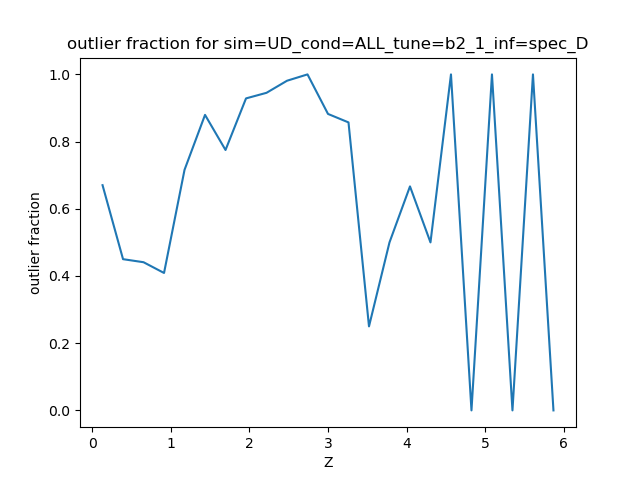 outlier fraction for sim=UD_cond=ALL_tune=b2_1_inf=spec_D
1.0
0.8
0.6
0.4
0.2
0.0
outlier fraction
0 1 2 3 4 5 6
Z